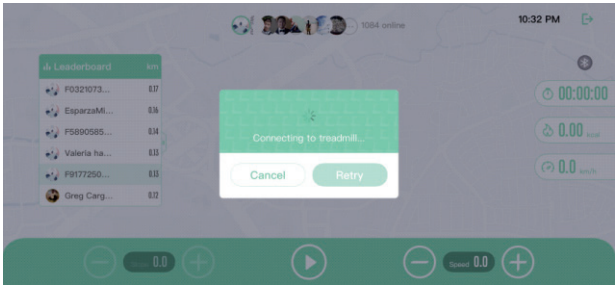 1084 online
10:32 PM
Leaderboard km
F0321073... 0.17
EsparzaMi... 0.16
F5890585... 0.14
Valeria ha... 0.13
F9177250... 0.13
Greg Carg... 0.12
00:00:00
0.00 kcal
0.0 km/h
Connecting to treadmill...
Cancel Retry
0.0
Speed 0.0